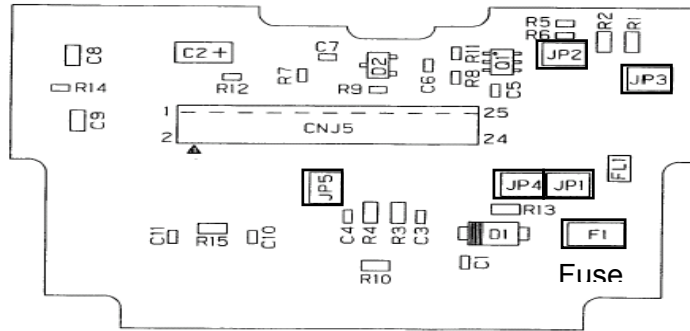 R5
R6
R2
R1
C8
C2 +
C7
D2
C6
R11
R8
Q1
C5
JP2
JP3
R14
R12
R7
R9
C9
1
25
CNJ5
2
24
JP5
JP4
JP1
FL1
R13
C11
R15
C10
C4
R4
R3
C3
D1
F1
C1
R10
Fuse